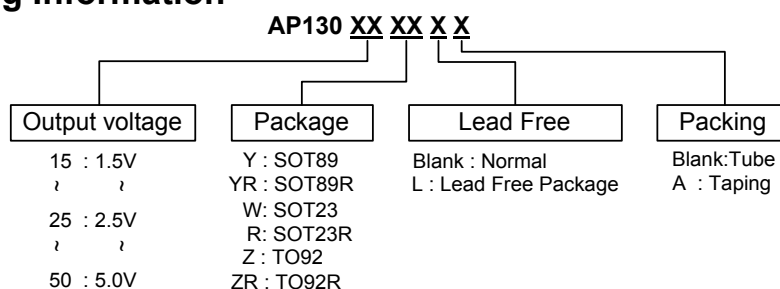 g Information
AP130 XX XX X X
Output voltage
15 : 1.5V
~ ~
25 : 2.5V
~ ~
50 : 5.0V
Package
Y : SOT89
YR : SOT89R
W: SOT23
R: SOT23R
Z : TO92
ZR : TO92R
Lead Free
Blank : Normal
L : Lead Free Package
Packing
Blank:Tube
A : Taping